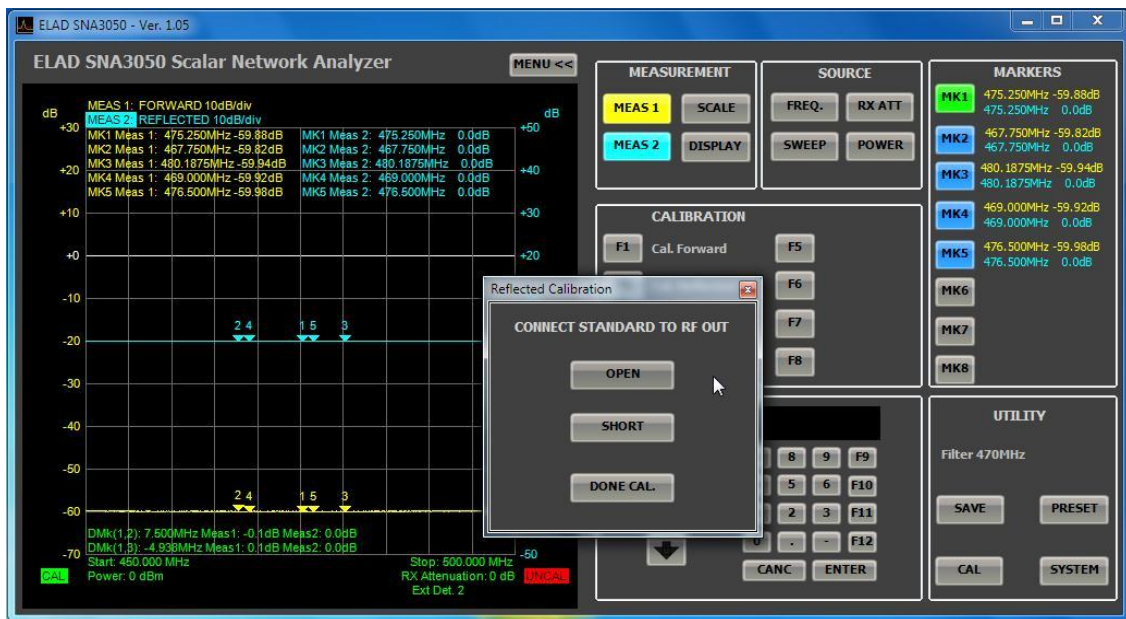 ELAD SNA3050 - Ver. 1.05
ELAD SNA3050 Scalar Network Analyzer
MENU <<
dB
MEAS 1: FORWARD 10dB/div
MEAS 2: REFLECTED 10dB/div
dB
MK1 Meas 1: 475.250MHz -59.88dB MK1 Meas 2: 475.250MHz 0.0dB
MK2 Meas 1: 467.750MHz -59.82dB MK2 Meas 2: 467.750MHz 0.0dB
MK3 Meas 1: 480.1875MHz -59.94dB MK3 Meas 2: 480.1875MHz 0.0dB
MK4 Meas 1: 469.000MHz -59.92dB MK4 Meas 2: 469.000MHz 0.0dB
MK5 Meas 1: 476.500MHz -59.98dB MK5 Meas 2: 476.500MHz 0.0dB
+30
+20
+10
+0
-10
-20
-30
-40
-50
-60
-70
+50
+40
+30
+20
-50
2 4 1 5 3
2 4 1 5 3
DMk(1,2): 7.500MHz Meas1: -0.1dB Meas2: 0.0dB
DMk(1,3): -4.938MHz Meas1: 0.1dB Meas2: 0.0dB
Start: 450.000 MHz Stop: 500.000 MHz
CAL Power: 0 dBm RX Attenuation: 0 dB UNCAL
Ext Det. 2
MEASUREMENT
MEAS 1 SCALE
MEAS 2 DISPLAY
SOURCE
FREQ. RX ATT
SWEEP POWER
CALIBRATION
F1 Cal. Forward F5
F6
F7
F8
Reflected Calibration
CONNECT STANDARD TO RF OUT
OPEN
SHORT
DONE CAL.
8 9 F9
5 6 F10
2 3 F11
. - F12
CANC ENTER
MARKERS
MK1 475.250MHz -59.88dB
475.250MHz 0.0dB
MK2 467.750MHz -59.82dB
467.750MHz 0.0dB
MK3 480.1875MHz -59.94dB
480.1875MHz 0.0dB
MK4 469.000MHz -59.92dB
469.000MHz 0.0dB
MK5 476.500MHz -59.98dB
476.500MHz 0.0dB
MK6
MK7
MK8
UTILITY
Filter 470MHz
SAVE PRESET
CAL SYSTEM